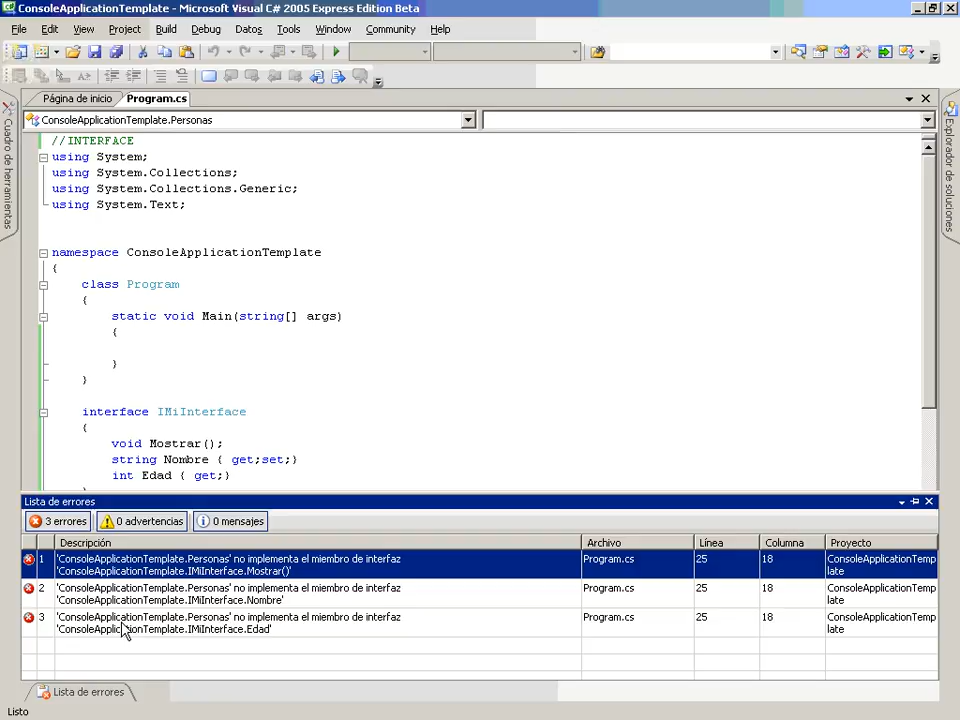 ConsoleApplicationTemplate - Microsoft Visual C# 2005 Express Edition Beta
File Edit View Project Build Debug Datos Tools Window Community Help
Página de inicio Program.cs
ConsoleApplicationTemplate.Personas
Cuadro de herramientas
Explorador de soluciones
//INTERFACE
using System;
using System.Collections;
using System.Collections.Generic;
using System.Text;
namespace ConsoleApplicationTemplate
{
class Program
{
static void Main(string[] args)
{
}
}
interface IMiInterface
{
void Mostrar();
string Nombre { get;set;}
int Edad { get;}
Lista de errores
3 errores 0 advertencias 0 mensajes
Descripción Archivo Línea Columna Proyecto
1 'ConsoleApplicationTemplate.Personas' no implementa el miembro de interfaz Program.cs 25 18 ConsoleApplicationTemp
'ConsoleApplicationTemplate.IMiInterface.Mostrar()' late
2 'ConsoleApplicationTemplate.Personas' no implementa el miembro de interfaz Program.cs 25 18 ConsoleApplicationTemp
'ConsoleApplicationTemplate.IMiInterface.Nombre' late
3 'ConsoleApplicationTemplate.Personas' no implementa el miembro de interfaz Program.cs 25 18 ConsoleApplicationTemp
'ConsoleApplicationTemplate.IMiInterface.Edad' late
Lista de errores
Listo